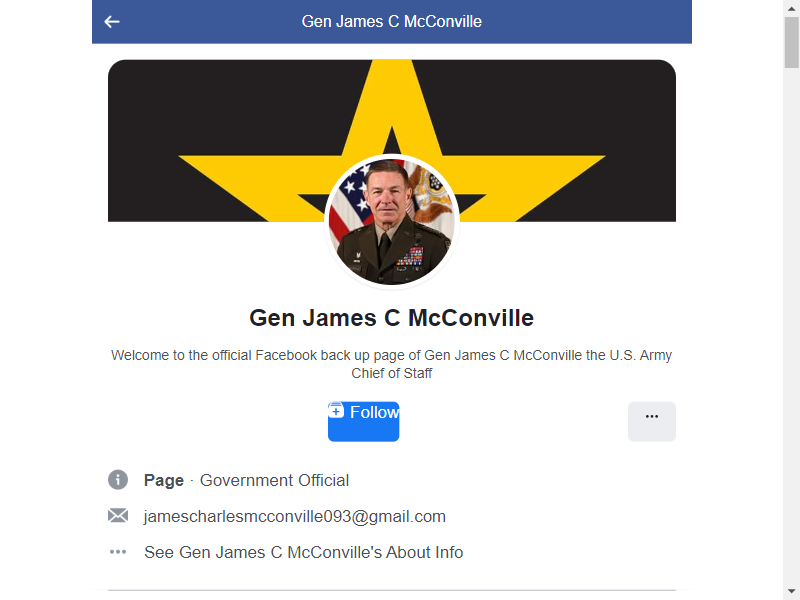 Gen James C McConville
Gen James C McConville
Welcome to the official Facebook back up page of Gen James C McConville the U.S. Army
Chief of Staff
Follow
Page · Government Official
jamescharlesmcconville093@gmail.com
See Gen James C McConville's About Info